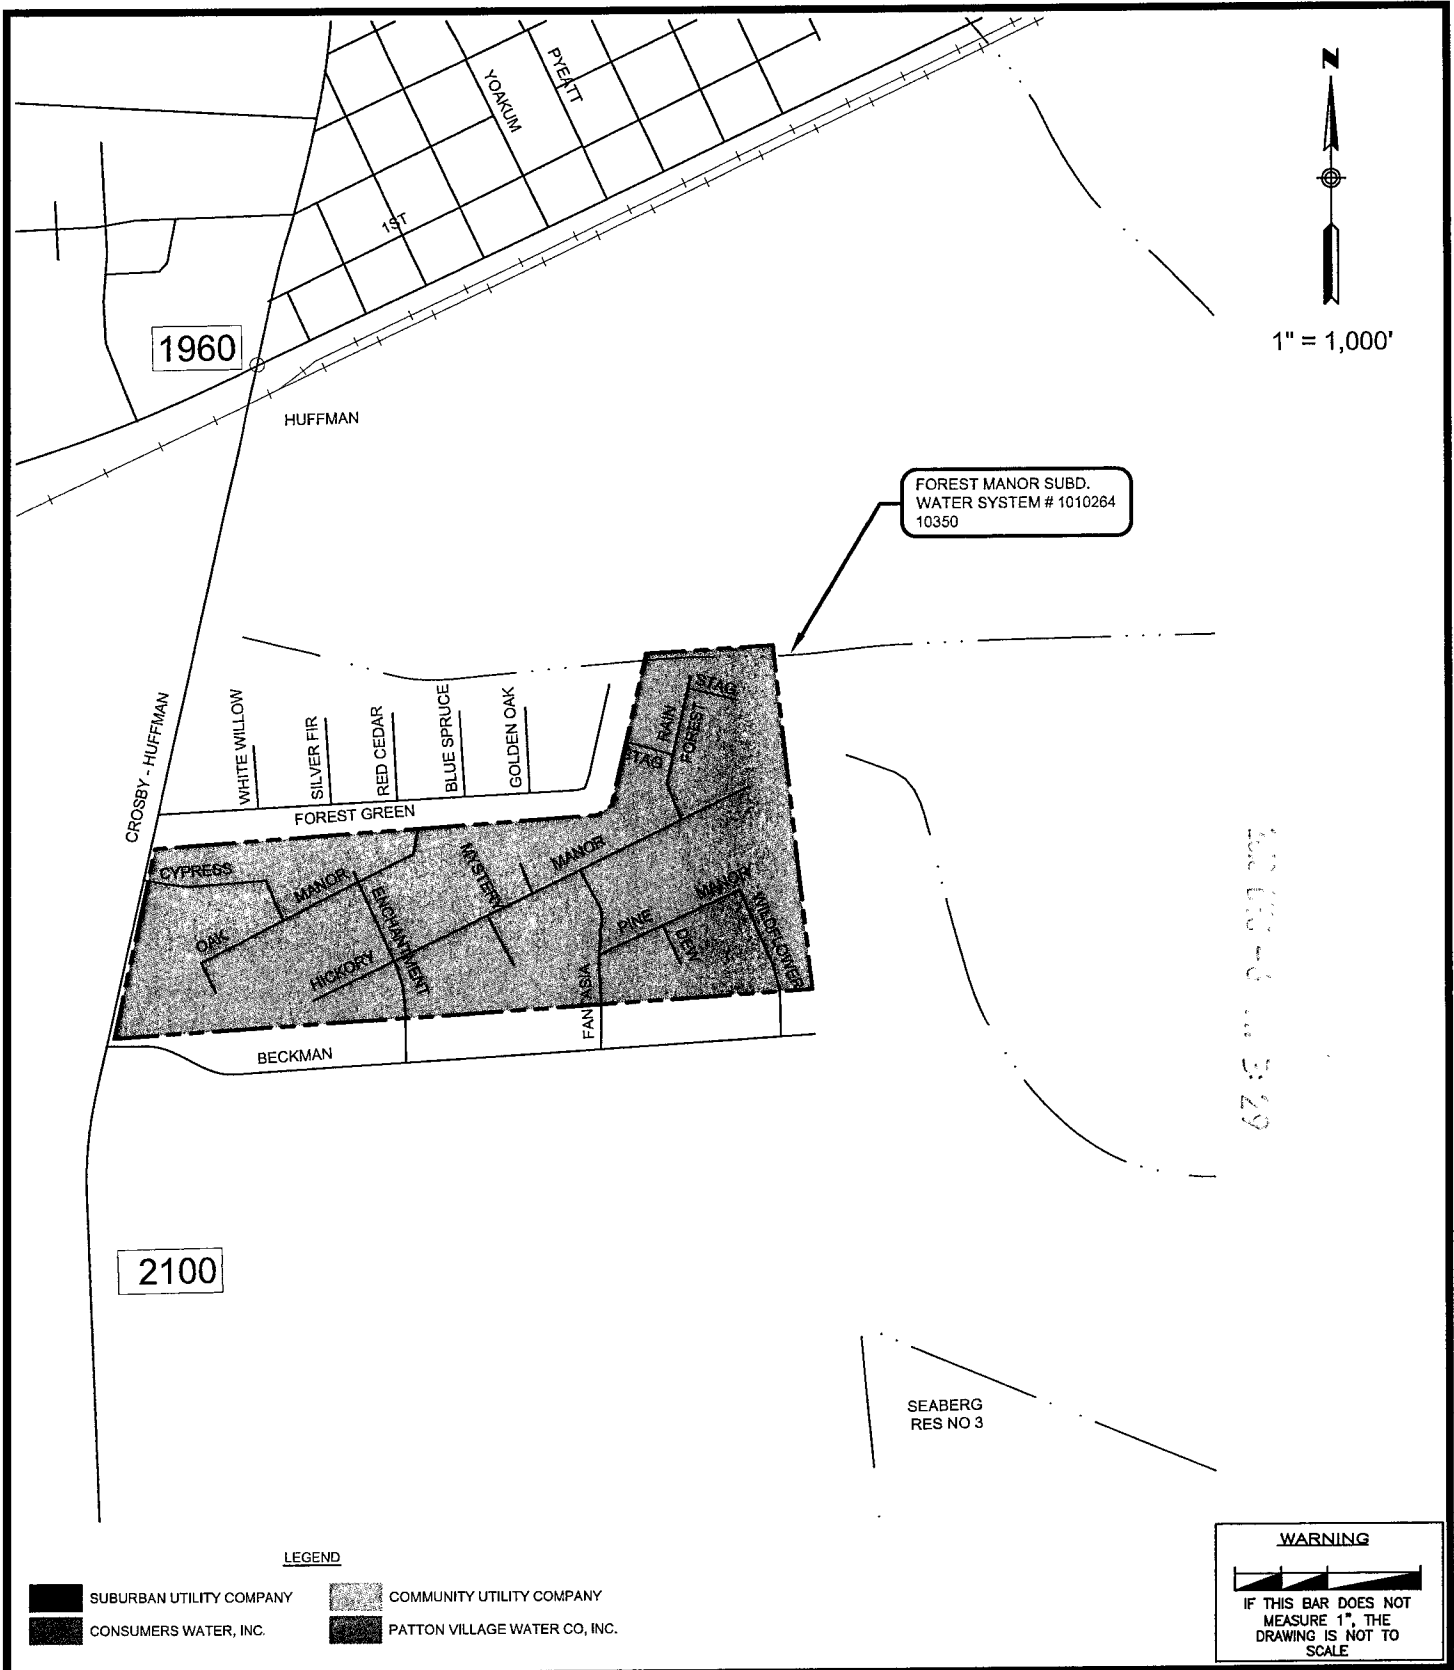 YOAKUM
PYEATT
N
1ST
1" = 1,000'
1960
HUFFMAN
FOREST MANOR SUBD.
WATER SYSTEM # 1010264
10350
CROSBY - HUFFMAN
WHITE WILLOW
SILVER FIR
RED CEDAR
BLUE SPRUCE
GOLDEN OAK
STAG
RAIN
FOREST
STAG
FOREST GREEN
CYPRESS
MANOR
MYSTERY
MANOR
ENCHANTMENT
OAK
HICKORY
PINE
MANOR
DEW
WILDFLOWER
FANTASIA
BECKMAN
3 29
2100
SEABERG
RES NO 3
LEGEND
SUBURBAN UTILITY COMPANY
COMMUNITY UTILITY COMPANY
CONSUMERS WATER, INC.
PATTON VILLAGE WATER CO, INC.
WARNING
IF THIS BAR DOES NOT
MEASURE 1", THE
DRAWING IS NOT TO
SCALE